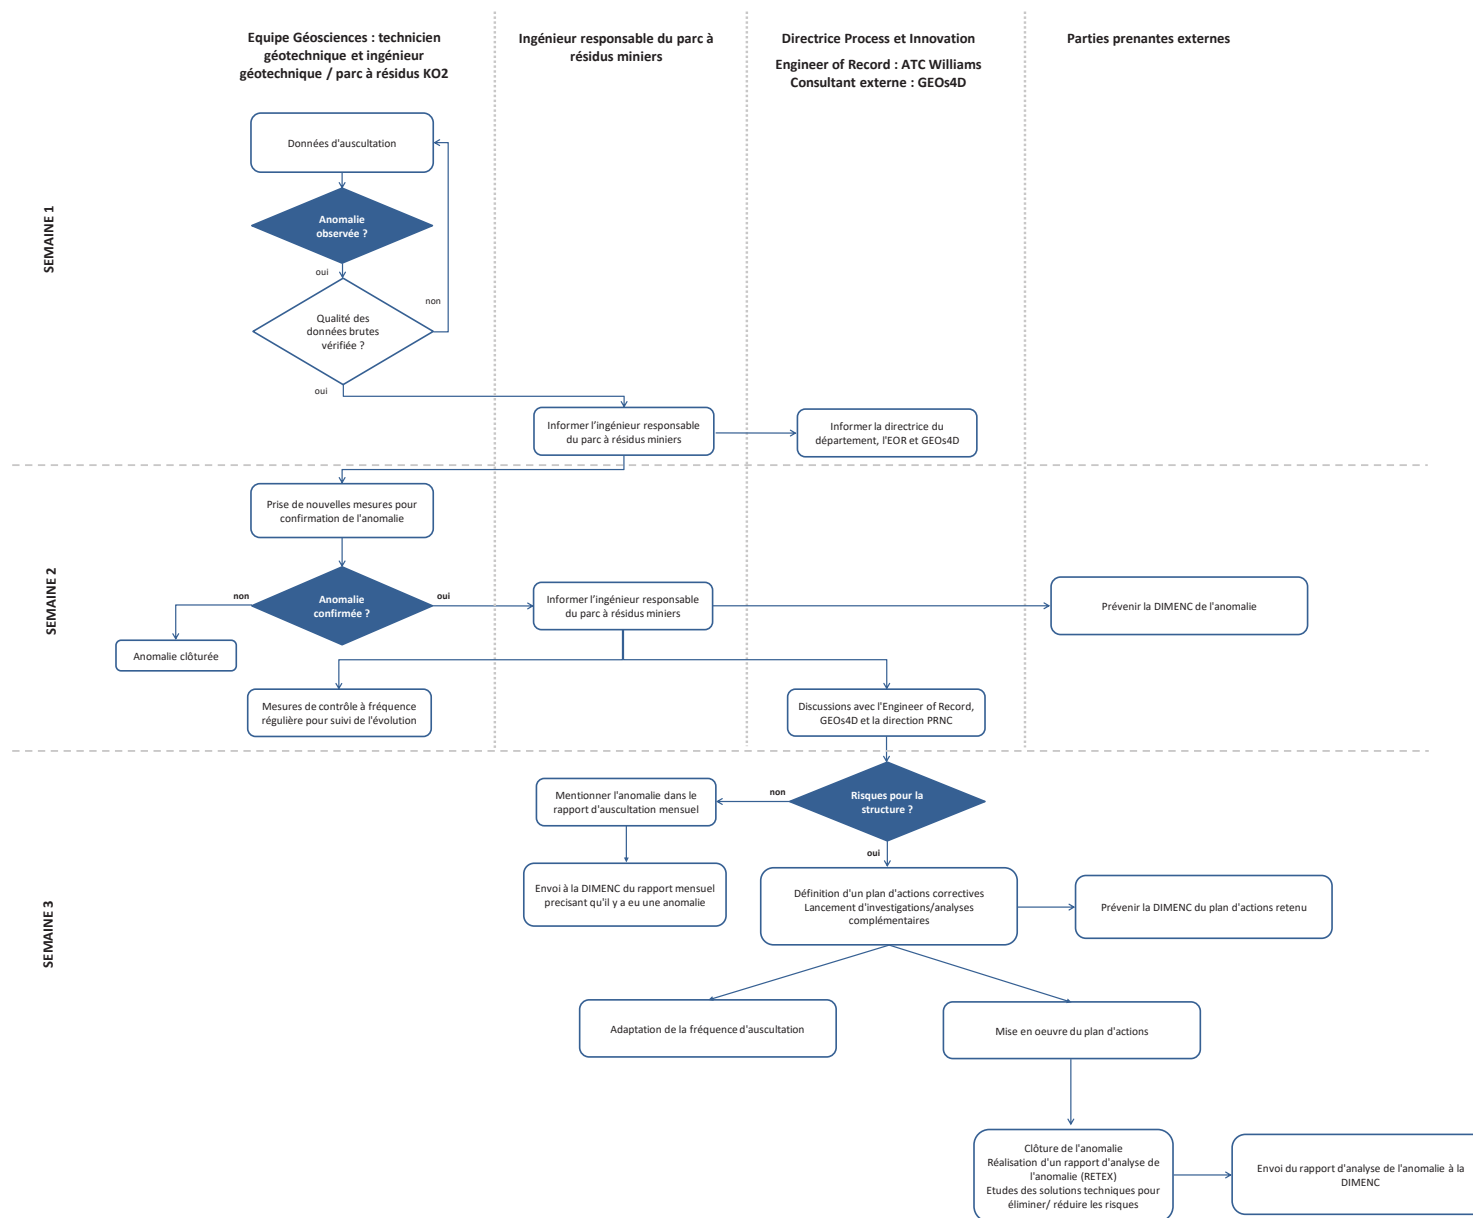 Equipe Géosciences : technicien
géotechnique et ingénieur
géotechnique / parc à résidus KO2
Ingénieur responsable du parc à
résidus miniers
Directrice Process et Innovation
Engineer of Record : ATC Williams
Consultant externe : GEOs4D
Parties prenantes externes
SEMAINE 1
Données d'auscultation
Anomalie
observée ?
oui
non
Qualité des
données brutes
vérifiée ?
oui
Informer l'ingénieur responsable
du parc à résidus miniers
Informer la directrice du
département, l'EOR et GEOs4D
SEMAINE 2
Prise de nouvelles mesures pour
confirmation de l'anomalie
non
Anomalie
confirmée ?
oui
Informer l'ingénieur responsable
du parc à résidus miniers
Prévenir la DIMENC de l'anomalie
Anomalie clôturée
Mesures de contrôle à fréquence
régulière pour suivi de l'évolution
Discussions avec l'Engineer of Record,
GEOs4D et la direction PRNC
SEMAINE 3
Mentionner l'anomalie dans le
rapport d'auscultation mensuel
non
Risques pour la
structure ?
oui
Envoi à la DIMENC du rapport mensuel
precisant qu'il y a eu une anomalie
Définition d'un plan d'actions correctives
Lancement d'investigations/analyses
complémentaires
Prévenir la DIMENC du plan d'actions retenu
Adaptation de la fréquence d'auscultation
Mise en oeuvre du plan d'actions
Clôture de l'anomalie
Réalisation d'un rapport d'analyse de
l'anomalie (RETEX)
Etudes des solutions techniques pour
éliminer/ réduire les risques
Envoi du rapport d'analyse de l'anomalie à la
DIMENC